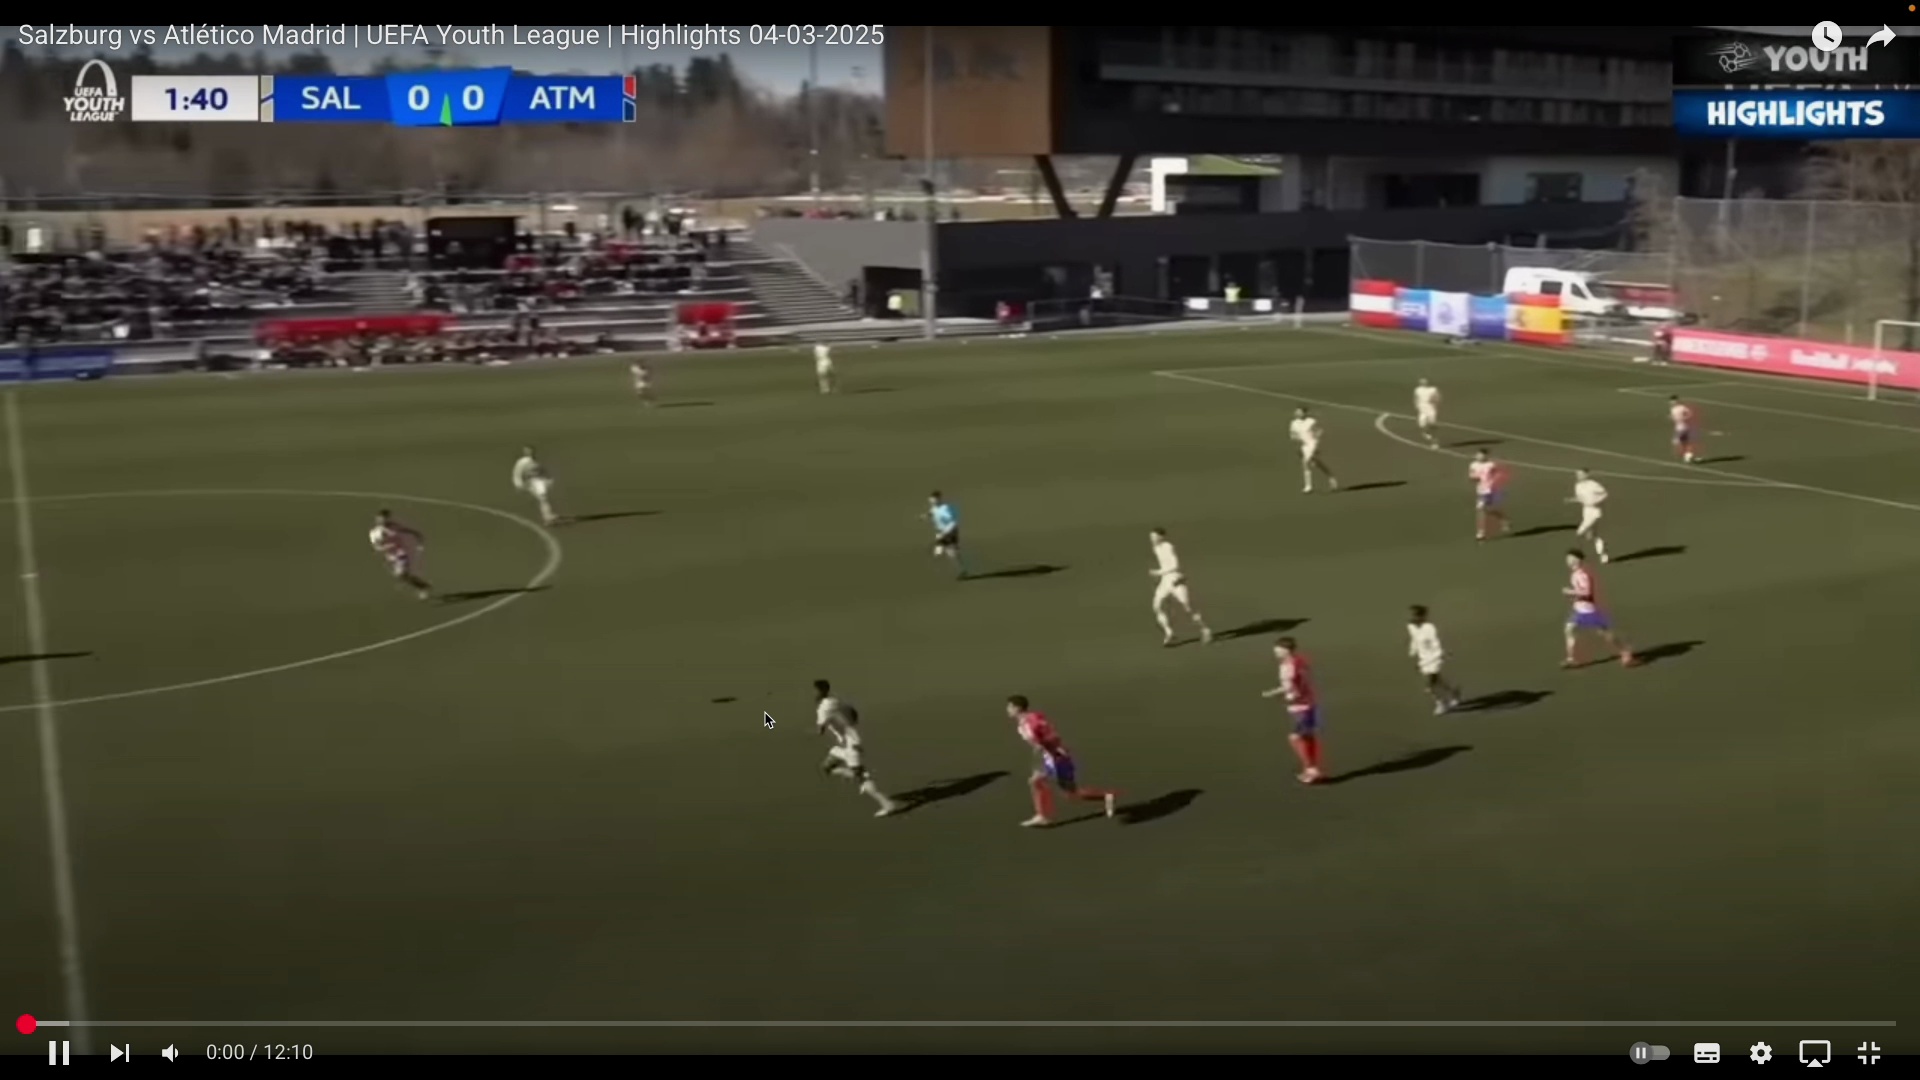 Salzburg vs Atlético Madrid | UEFA Youth League | Highlights 04-03-2025
UEFA
YOUTH
LEAGUE
1:40 SAL 0 0 ATM
YOUTH
HIGHLIGHTS
UEFA
0:00 / 12:10